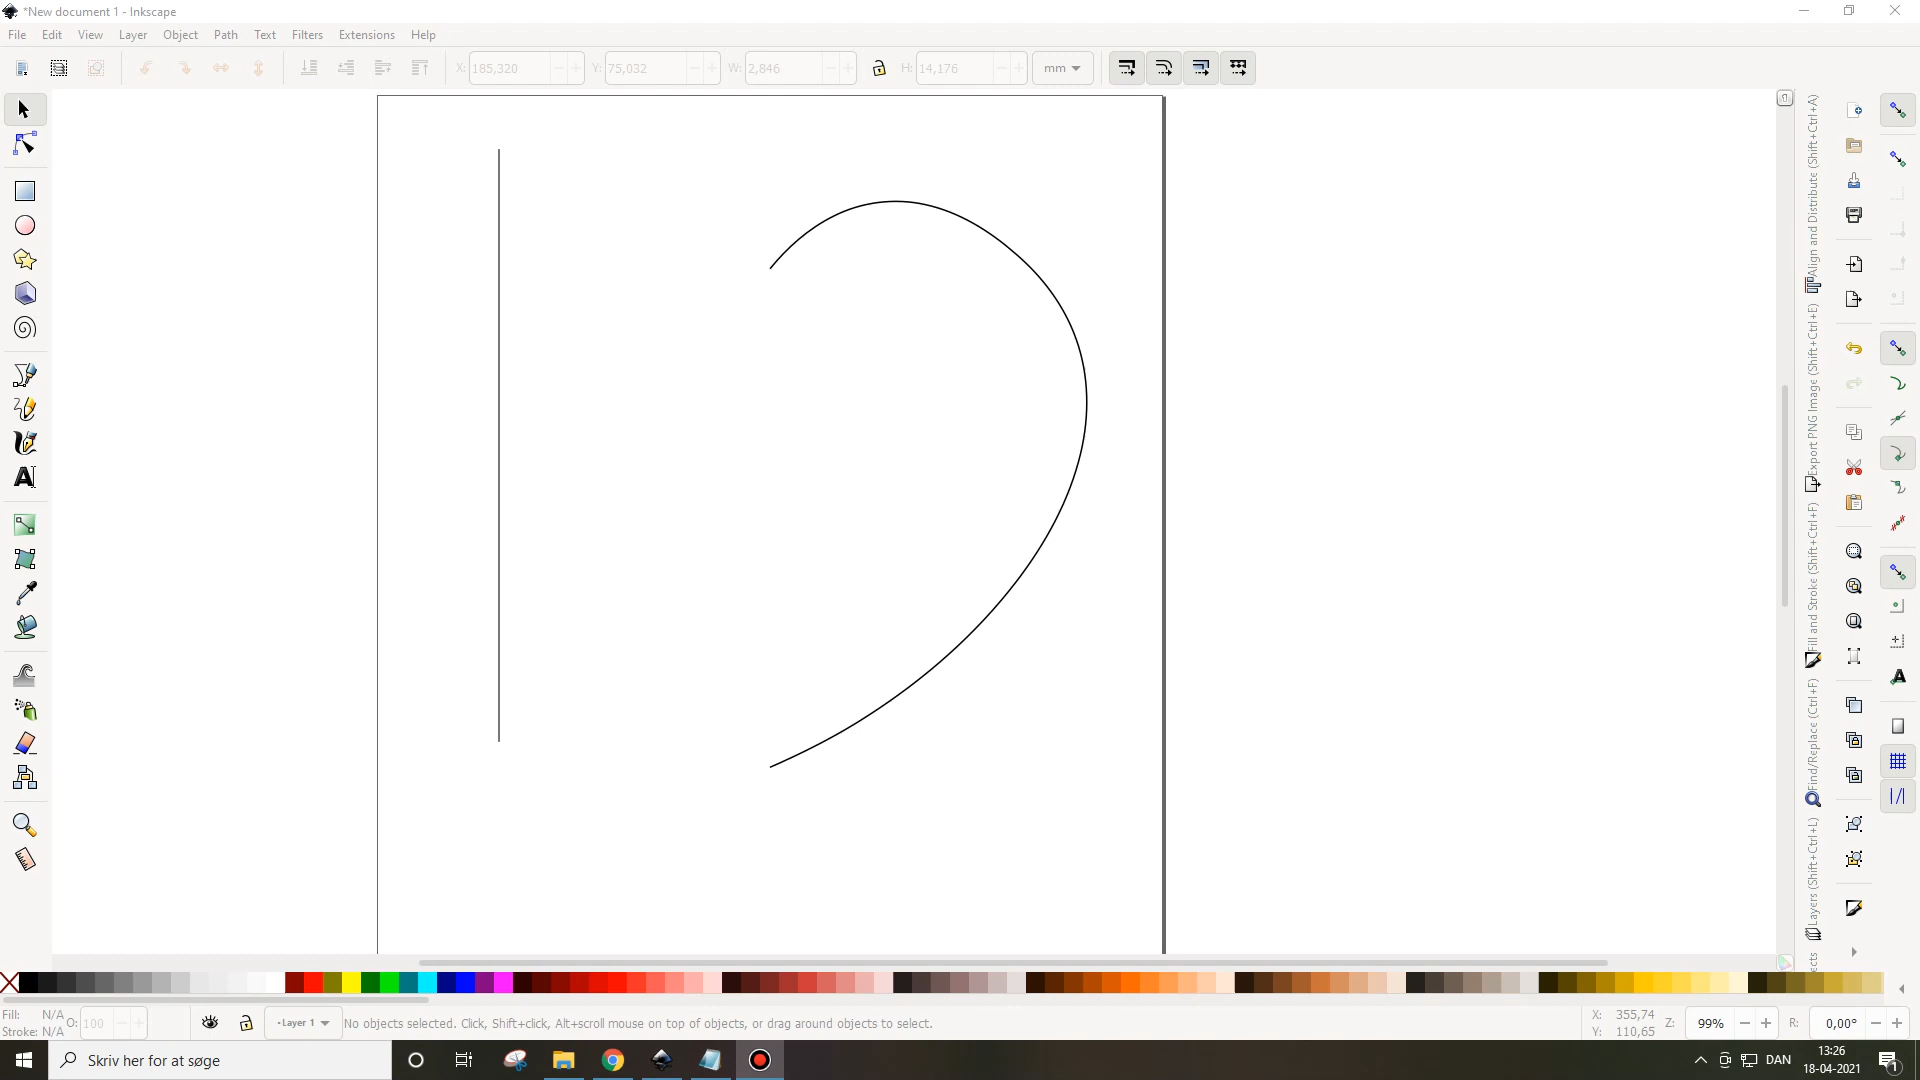 *New document 1 - Inkscape
File Edit View Layer Object Path Text Filters Extensions Help
X: 185,320 Y: 75,032 W: 2,846 H: 14,176 mm
Align and Distribute (Shift+Ctrl+A)
Export PNG Image (Shift+Ctrl+E)
Fill and Stroke (Shift+Ctrl+F)
Find/Replace (Ctrl+F)
Layers (Shift+Ctrl+L)
ects
Fill: N/A
Stroke: N/A
O: 100
Layer 1
No objects selected. Click, Shift+click, Alt+scroll mouse on top of objects, or drag around objects to select.
X: 355,74
Y: 110,65
Z: 99%
R: 0,00°
Skriv her for at søge
DAN
13:26
18-04-2021
1